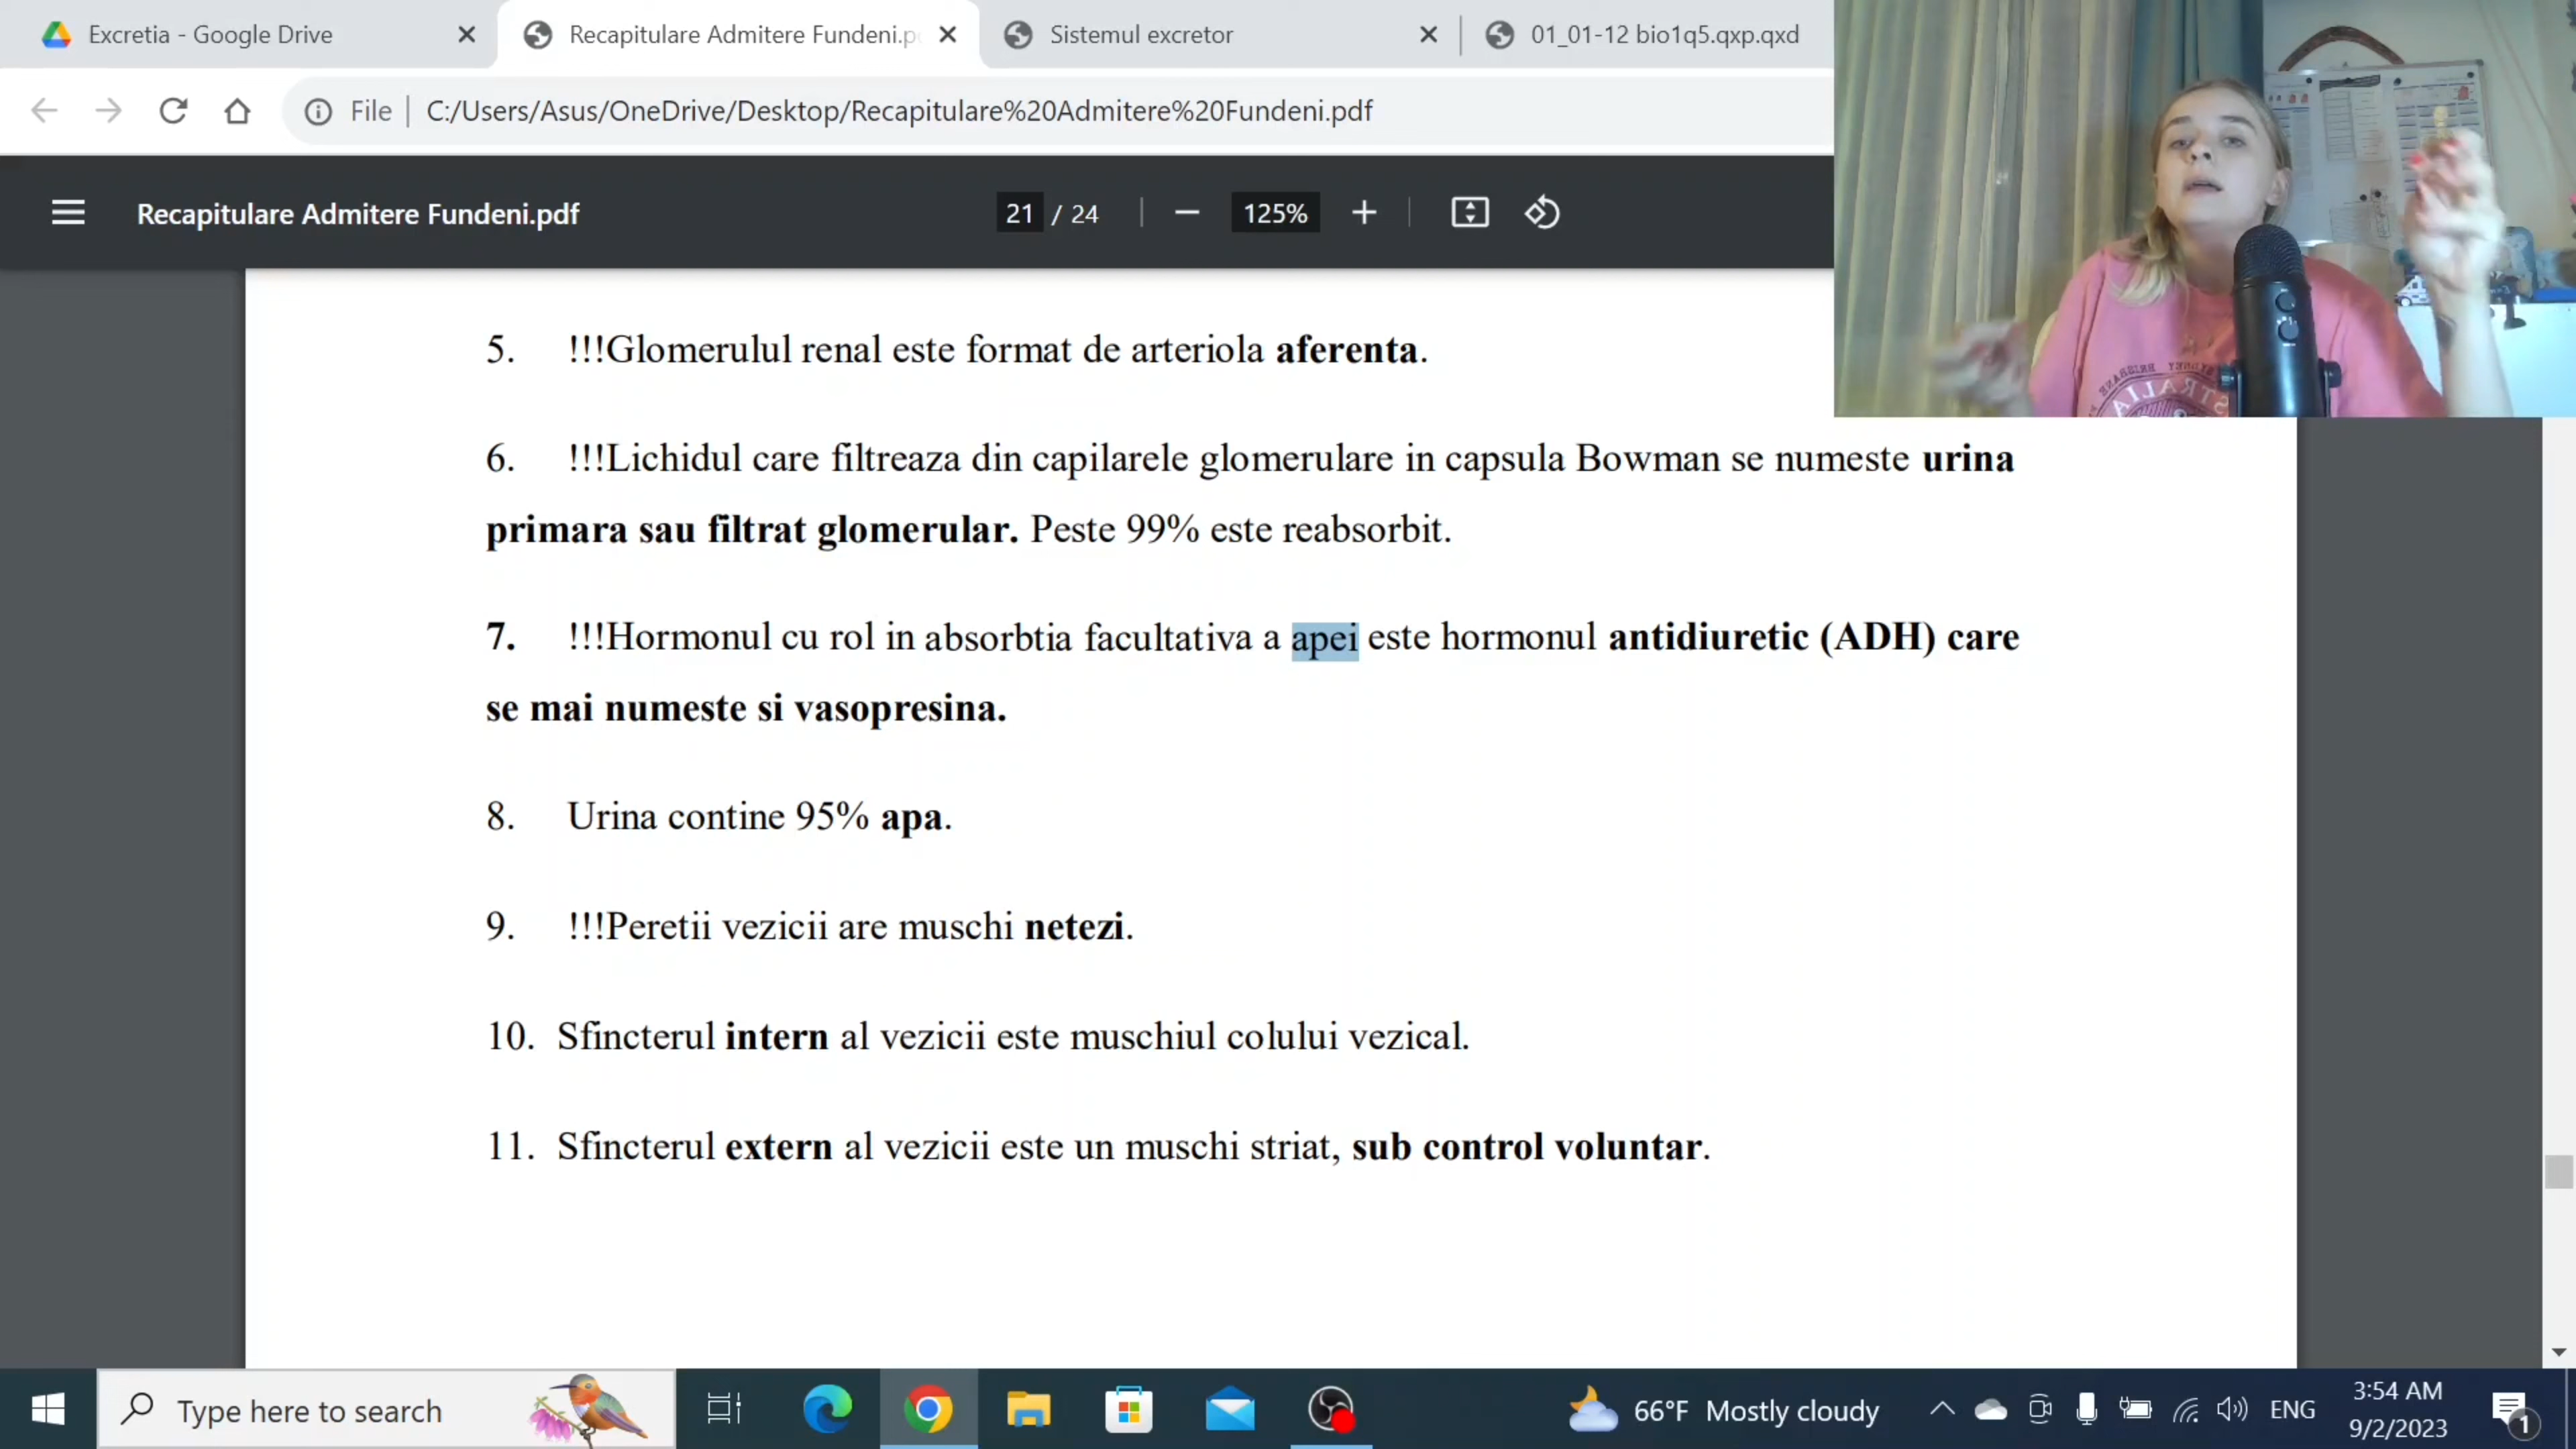 Excretia - Google Drive
Recapitulare Admitere Fundeni.p
Sistemul excretor
01_01-12 bio1q5.qxp.qxd
File
C:/Users/Asus/OneDrive/Desktop/Recapitulare%20Admitere%20Fundeni.pdf
Recapitulare Admitere Fundeni.pdf
21 / 24
125%
5. !!!Glomerulul renal este format de arteriola aferenta.
6. !!!Lichidul care filtreaza din capilarele glomerulare in capsula Bowman se numeste urina
primara sau filtrat glomerular. Peste 99% este reabsorbit.
7. !!!Hormonul cu rol in absorbtia facultativa a apei este hormonul antidiuretic (ADH) care
se mai numeste si vasopresina.
8. Urina contine 95% apa.
9. !!!Peretii vezicii are muschi netezi.
10. Sfincterul intern al vezicii este muschiul colului vezical.
11. Sfincterul extern al vezicii este un muschi striat, sub control voluntar.
Type here to search
66°F Mostly cloudy
ENG
3:54 AM
9/2/2023
1